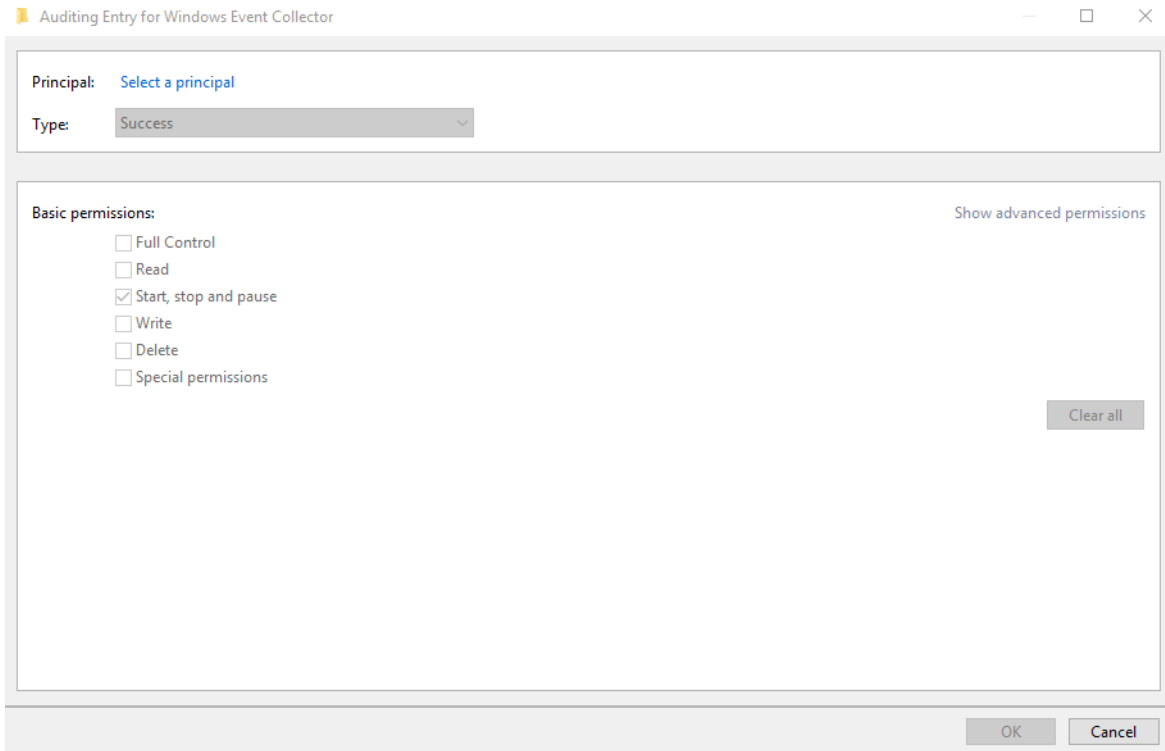 Auditing Entry for Windows Event Collector
Principal: Select a principal
Type: Success
Basic permissions: Show advanced permissions
Full Control
Read
Start, stop and pause
Write
Delete
Special permissions
Clear all
OK Cancel